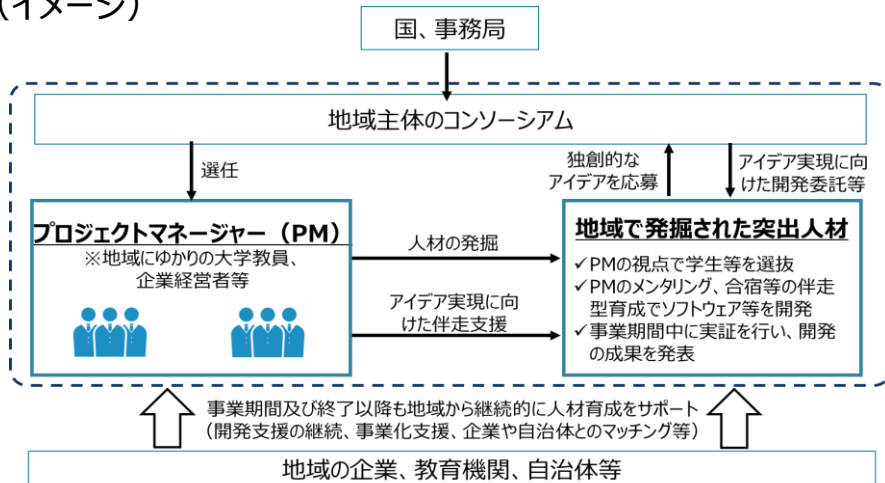 （イメージ）
国、事務局
地域主体のコンソーシアム
選任
独創的な
アイデアを応募
アイデア実現に向
けた開発委託等
プロジェクトマネージャー（PM）
※地域にゆかりの大学教員、
企業経営者等
人材の発掘
アイデア実現に向
けた伴走支援
地域で発掘された突出人材
✓PMの視点で学生等を選抜
✓PMのメンタリング、合宿等の伴走
型育成でソフトウェア等を開発
✓事業期間中に実証を行い、開発
の成果を発表
事業期間及び終了以降も地域から継続的に人材育成をサポート
（開発支援の継続、事業化支援、企業や自治体とのマッチング等）
地域の企業、教育機関、自治体等